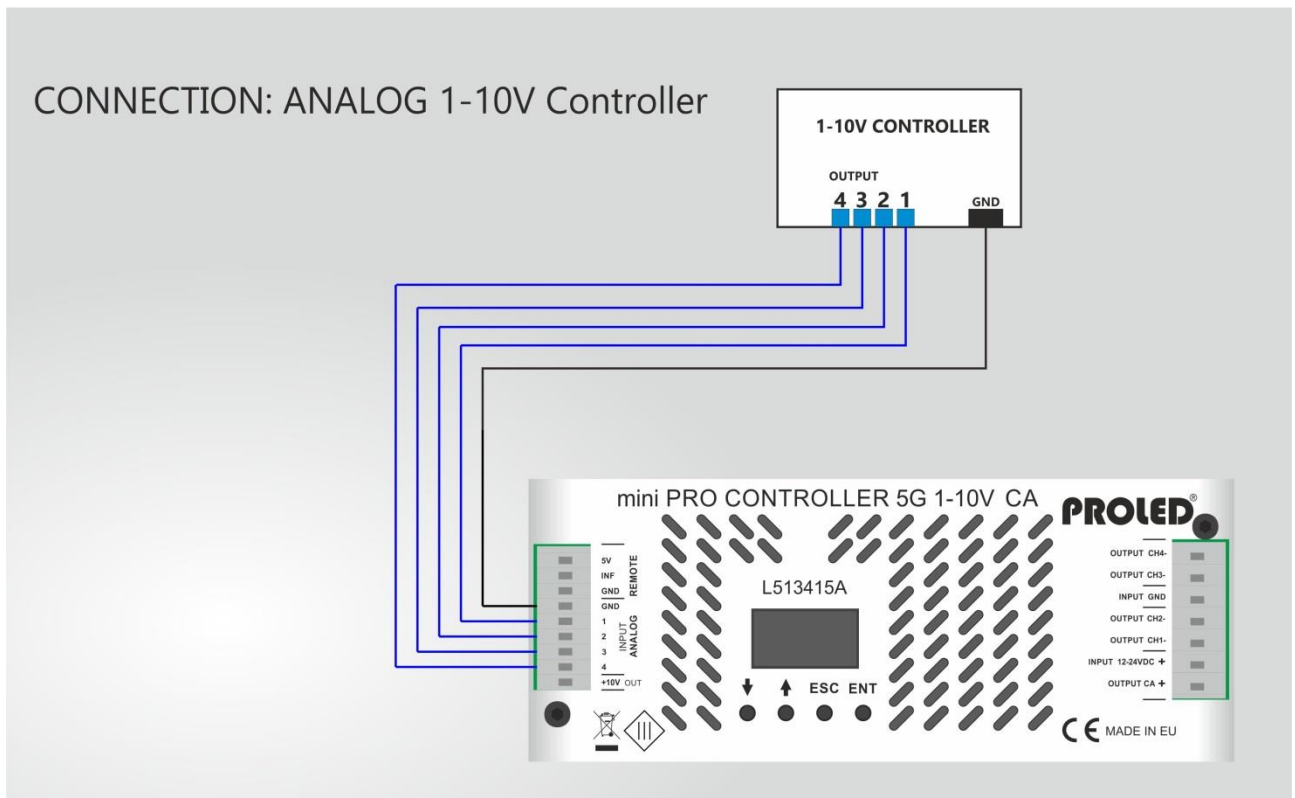 CONNECTION: ANALOG 1-10V Controller
1-10V CONTROLLER
OUTPUT
4 3 2 1
GND
mini PRO CONTROLLER 5G 1-10V CA
PROLED®
L513415A
5V
INF
GND
REMOTE
GND
1
2
3
4
INPUT
ANALOG
+10V OUT
ESC ENT
OUTPUT CH4-
OUTPUT CH3-
INPUT GND
OUTPUT CH2-
OUTPUT CH1-
INPUT 12-24VDC +
OUTPUT CA +
CE MADE IN EU